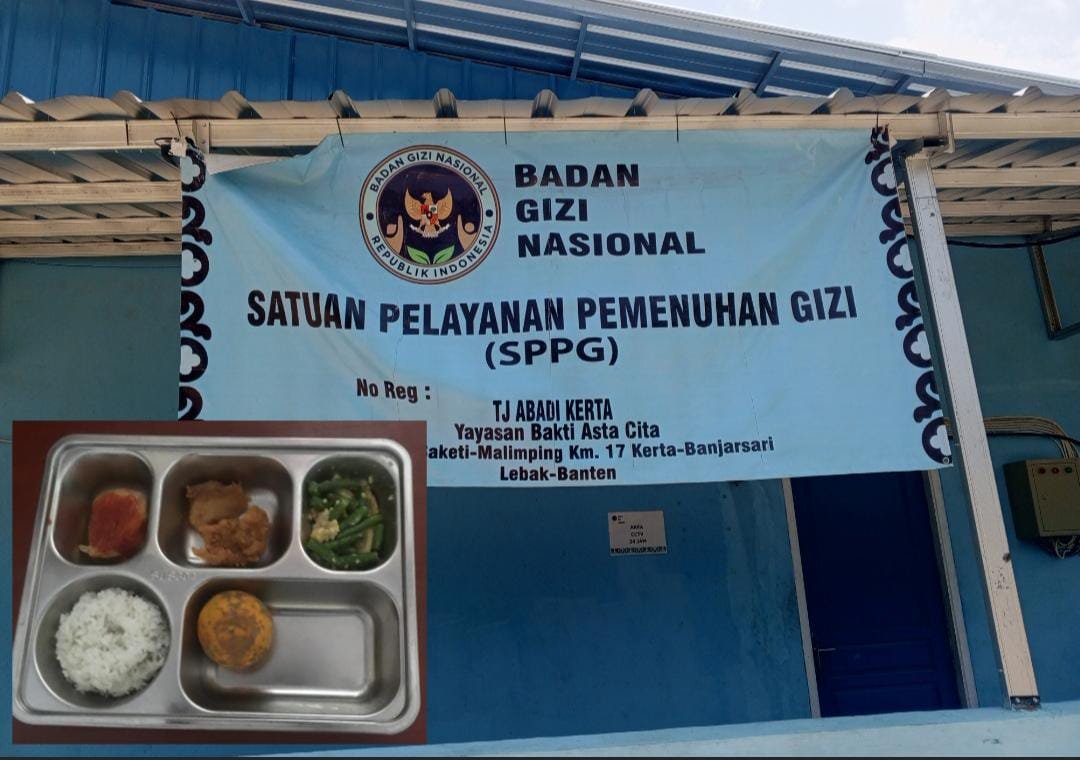 BADAN GIZI NASIONAL
REPUBLIK INDONESIA
BADAN
GIZI
NASIONAL
SATUAN PELAYANAN PEMENUHAN GIZI
(SPPG)
No Reg :
TJ ABADI KERTA
Yayasan Bakti Asta Cita
aketi-Malimping Km. 17 Kerta-Banjarsari
Lebak-Banten
AREA
CCTV
24 JAM